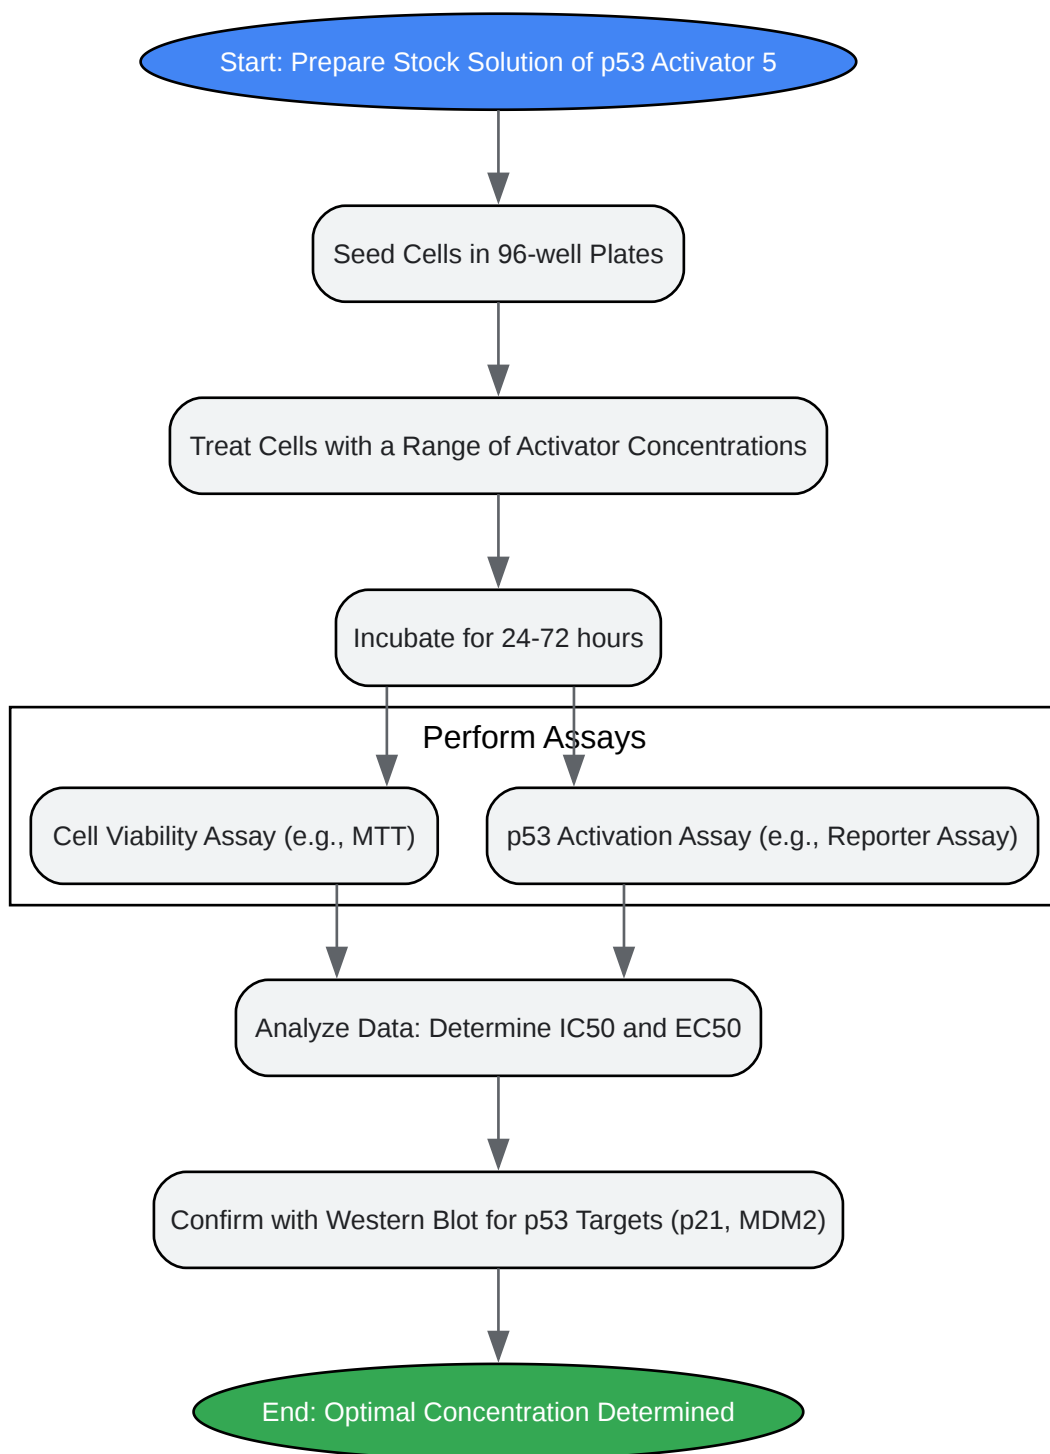 Start: Prepare Stock Solution of p53 Activator 5
Seed Cells in 96-well Plates
Treat Cells with a Range of Activator Concentrations
Incubate for 24-72 hours
Perform Assays
Cell Viability Assay (e.g., MTT)
p53 Activation Assay (e.g., Reporter Assay)
Analyze Data: Determine IC50 and EC50
Confirm with Western Blot for p53 Targets (p21, MDM2)
End: Optimal Concentration Determined